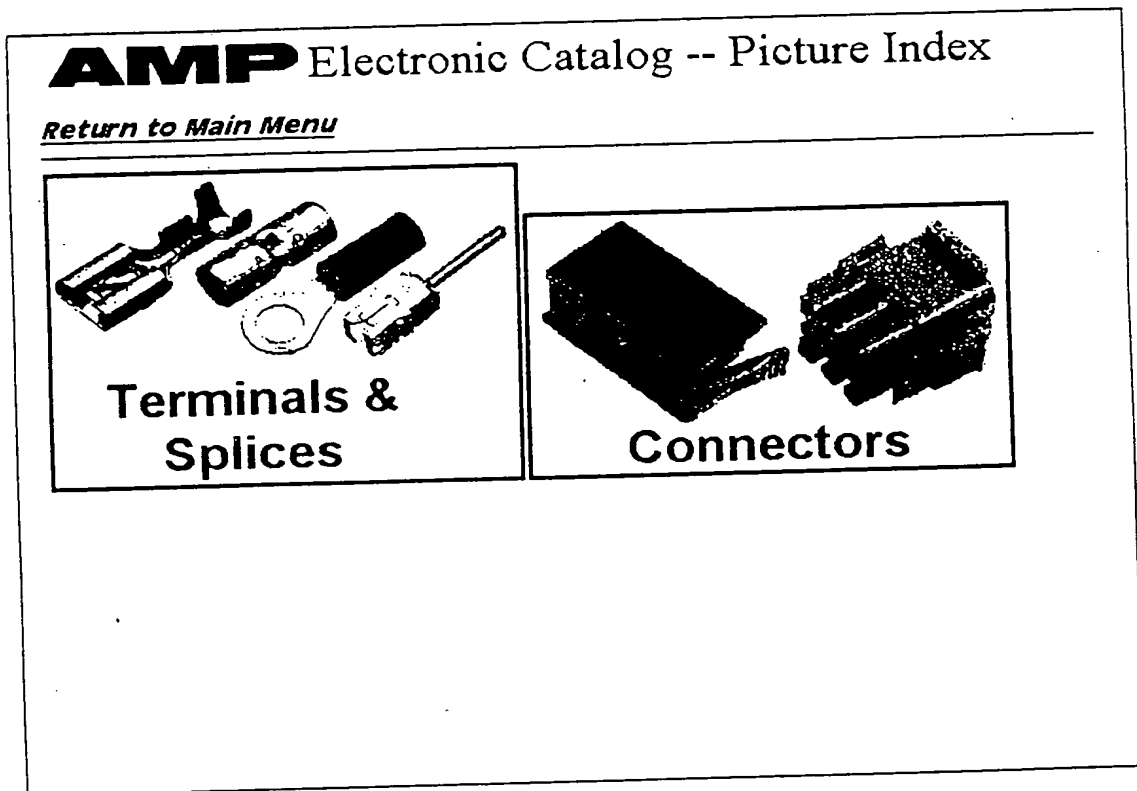 AMP Electronic Catalog -- Picture Index
Return to Main Menu
Terminals &
Splices
Connectors